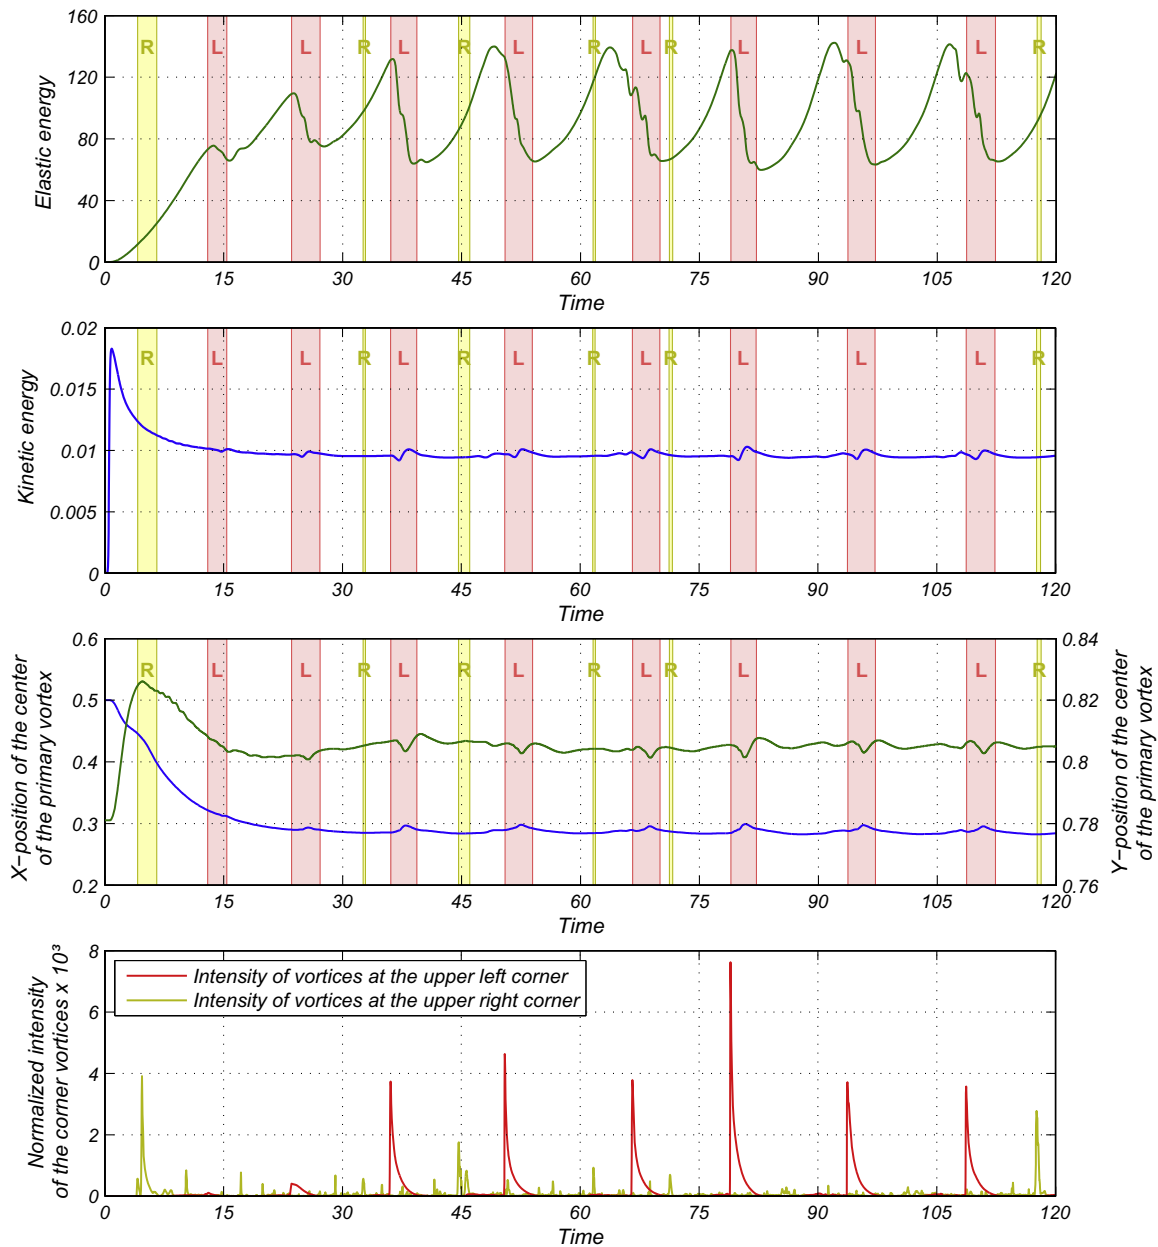 160
120
80
40
0
Elastic energy
R L L R L R L R L R L L L R
0 15 30 45 60 75 90 105 120
Time
0.02
0.015
0.01
0.005
0
Kinetic energy
R L L R L R L R L R L L L R
0 15 30 45 60 75 90 105 120
Time
0.6
0.5
0.4
0.3
0.2
X−position of the center
of the primary vortex
R L L R L R L R L R L L L R
0.84
0.82
0.8
0.78
0.76
Y−position of the center
of the primary vortex
0 15 30 45 60 75 90 105 120
Time
8
6
4
2
0
Normalized intensity
of the corner vortices x 10³
Intensity of vortices at the upper left corner
Intensity of vortices at the upper right corner
0 15 30 45 60 75 90 105 120
Time